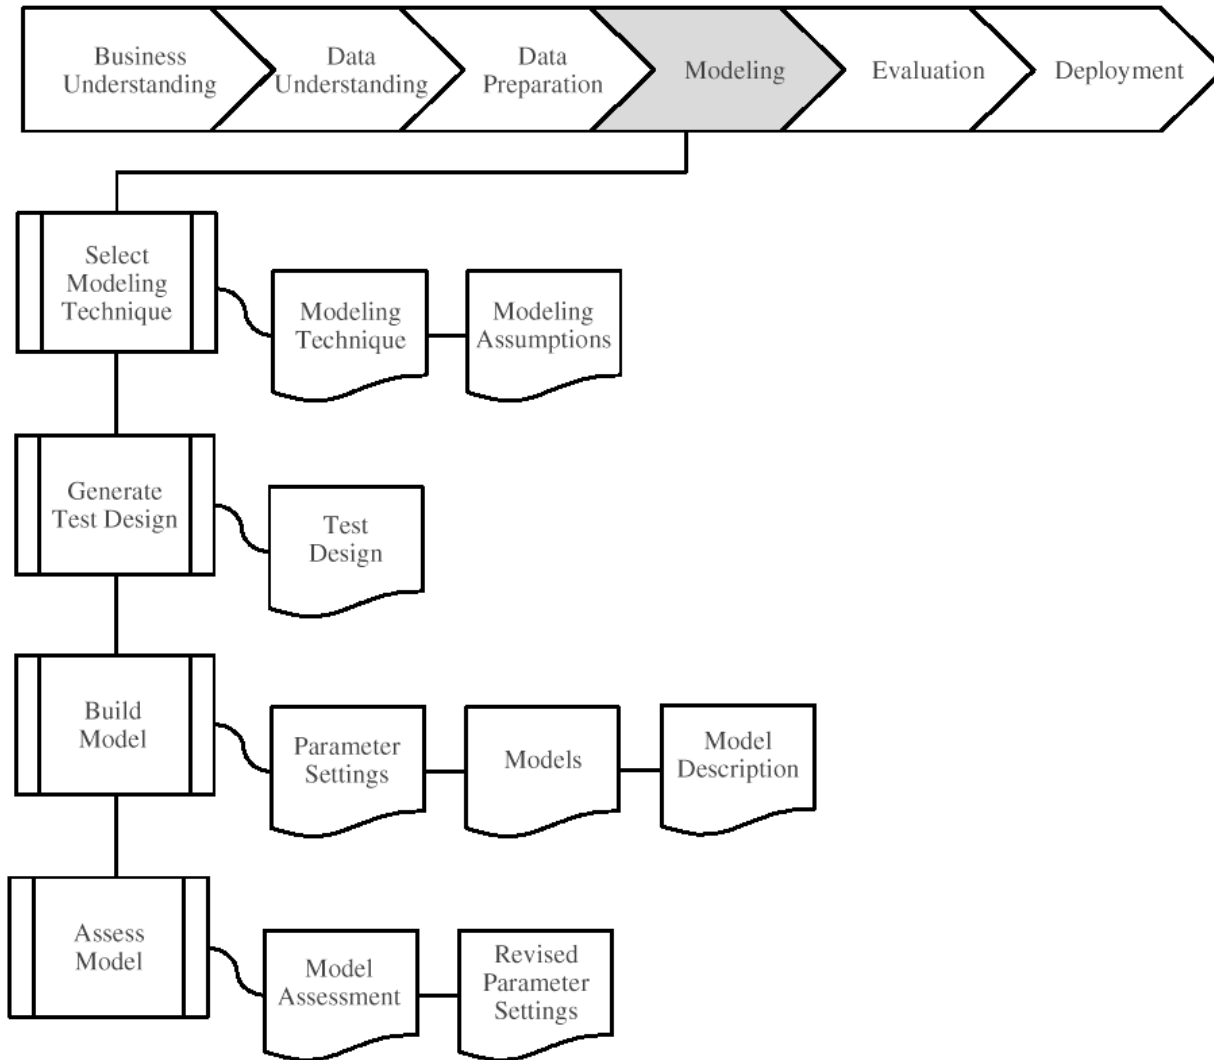 Business
Understanding
Data
Understanding
Data
Preparation
Modeling
Evaluation
Deployment
Select
Modeling
Technique
Modeling
Technique
Modeling
Assumptions
Generate
Test Design
Test
Design
Build
Model
Parameter
Settings
Models
Model
Description
Assess
Model
Model
Assessment
Revised
Parameter
Settings